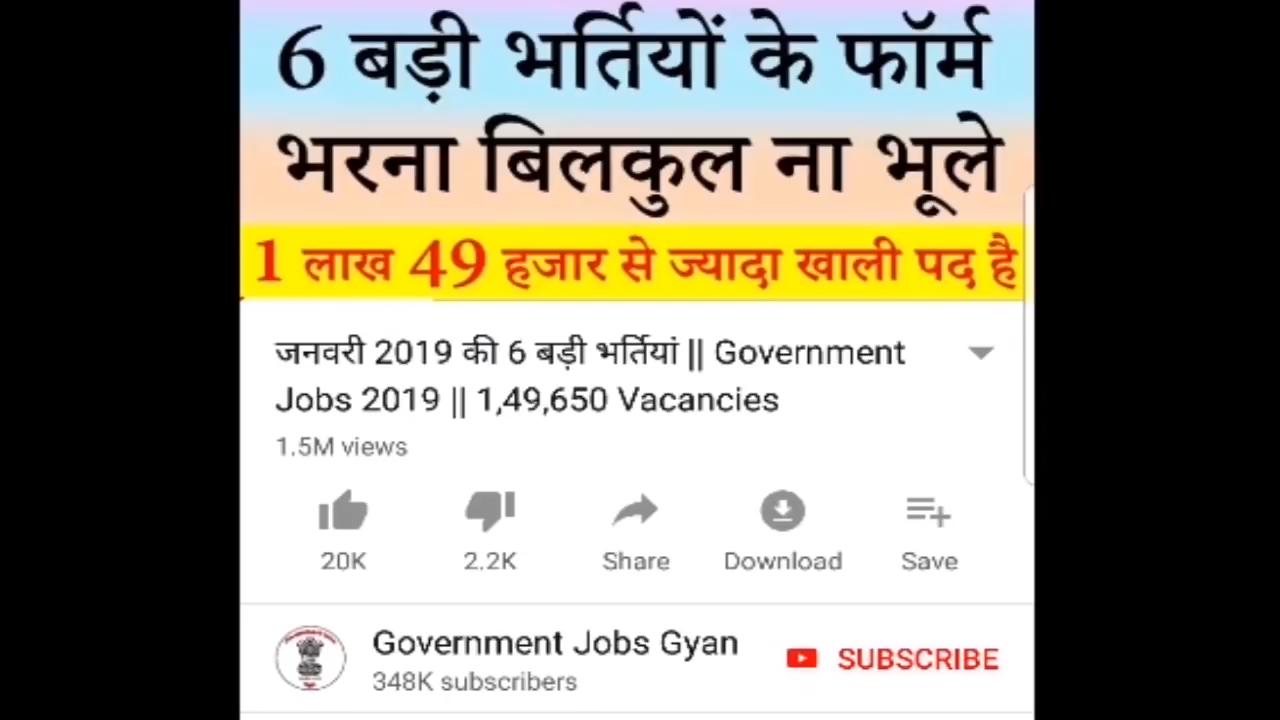 6 बड़ी भर्तियों के फॉर्म
भरना बिलकुल ना भूले
1 लाख 49 हजार से ज्यादा खाली पद है
जनवरी 2019 की 6 बड़ी भर्तियां || Government
Jobs 2019 || 1,49,650 Vacancies
1.5M views
20K 2.2K Share Download Save
Government Jobs Gyan
348K subscribers
SUBSCRIBE